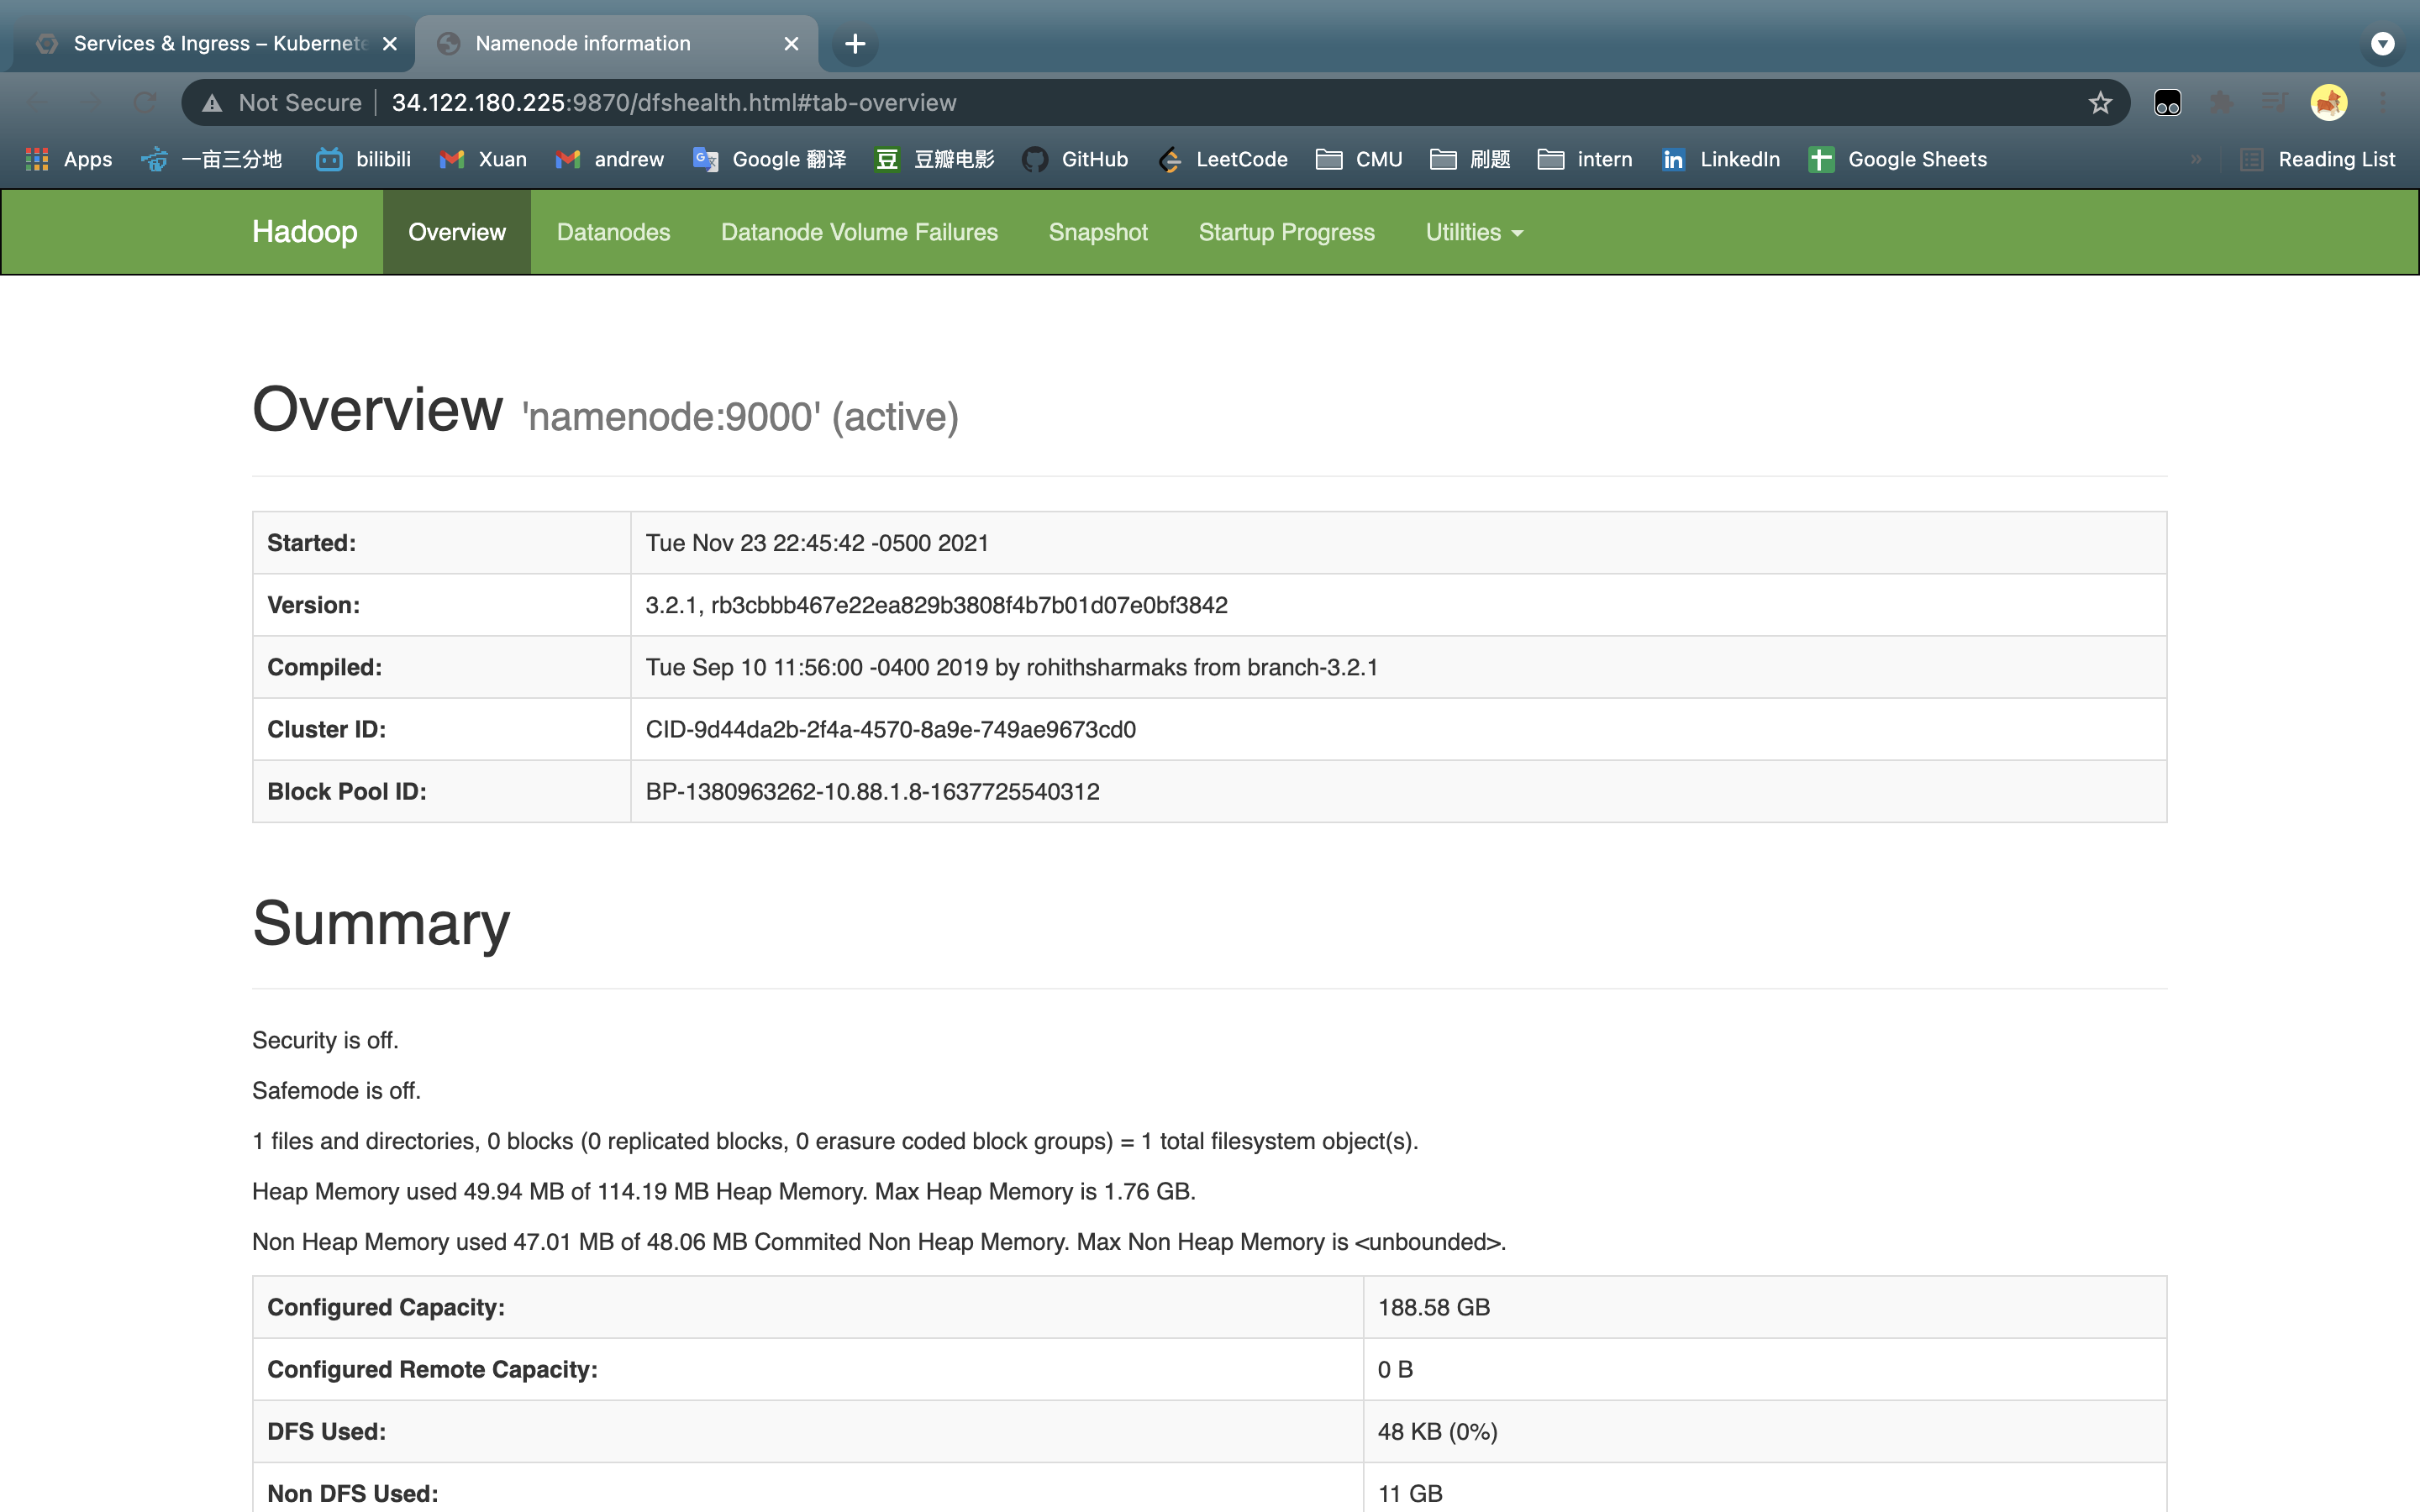 Services & Ingress – Kubernete
Namenode information
Not Secure | 34.122.180.225:9870/dfshealth.html#tab-overview
Apps 一亩三分地 bilibili Xuan andrew Google 翻译 豆瓣电影 GitHub LeetCode CMU 刷题 intern LinkedIn Google Sheets » Reading List
Hadoop Overview Datanodes Datanode Volume Failures Snapshot Startup Progress Utilities
Overview 'namenode:9000' (active)
Started: Tue Nov 23 22:45:42 -0500 2021
Version: 3.2.1, rb3cbbb467e22ea829b3808f4b7b01d07e0bf3842
Compiled: Tue Sep 10 11:56:00 -0400 2019 by rohithsharmaks from branch-3.2.1
Cluster ID: CID-9d44da2b-2f4a-4570-8a9e-749ae9673cd0
Block Pool ID: BP-1380963262-10.88.1.8-1637725540312
Summary
Security is off.
Safemode is off.
1 files and directories, 0 blocks (0 replicated blocks, 0 erasure coded block groups) = 1 total filesystem object(s).
Heap Memory used 49.94 MB of 114.19 MB Heap Memory. Max Heap Memory is 1.76 GB.
Non Heap Memory used 47.01 MB of 48.06 MB Commited Non Heap Memory. Max Non Heap Memory is <unbounded>.
Configured Capacity: 188.58 GB
Configured Remote Capacity: 0 B
DFS Used: 48 KB (0%)
Non DFS Used: 11 GB